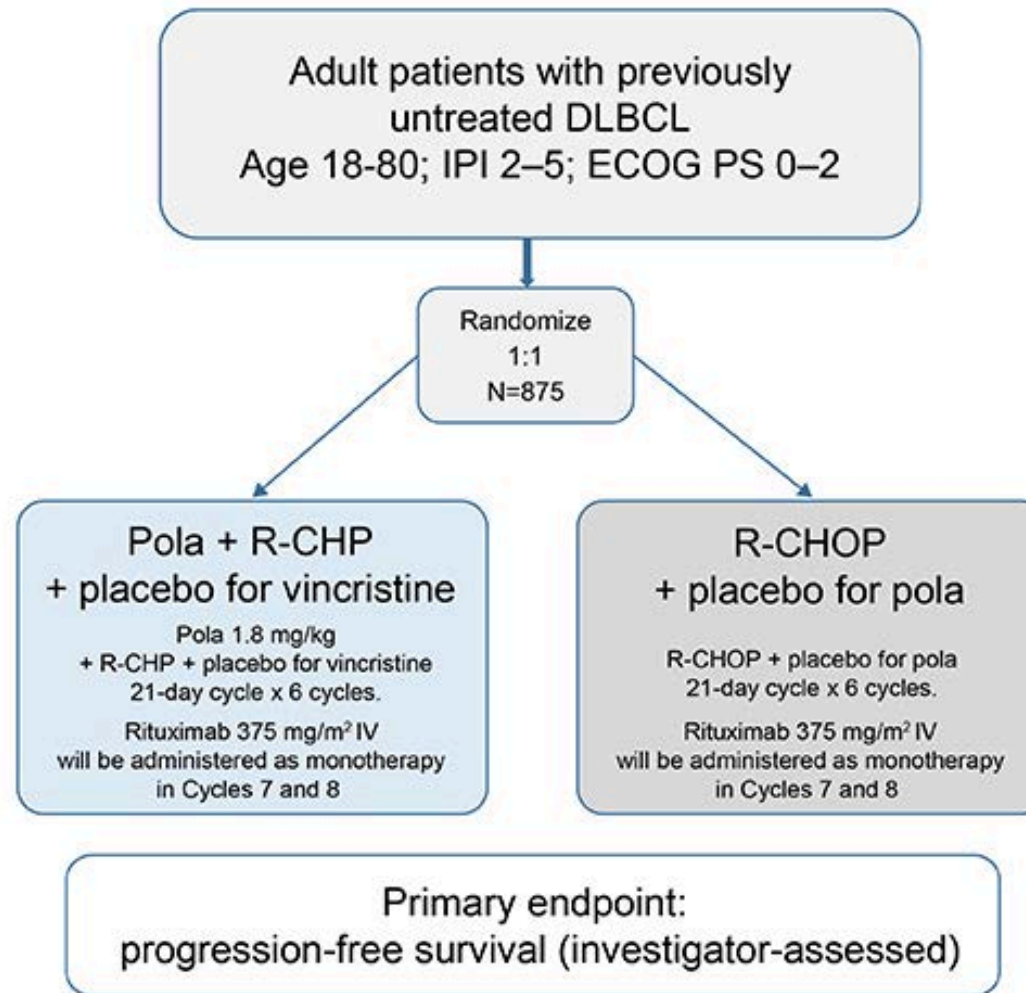 Adult patients with previously
untreated DLBCL
Age 18-80; IPI 2–5; ECOG PS 0–2
Randomize
1:1
N=875
Pola + R-CHP
+ placebo for vincristine
Pola 1.8 mg/kg
+ R-CHP + placebo for vincristine
21-day cycle x 6 cycles.
Rituximab 375 mg/m² IV
will be administered as monotherapy
in Cycles 7 and 8
R-CHOP
+ placebo for pola
R-CHOP + placebo for pola
21-day cycle x 6 cycles.
Rituximab 375 mg/m² IV
will be administered as monotherapy
in Cycles 7 and 8
Primary endpoint:
progression-free survival (investigator-assessed)